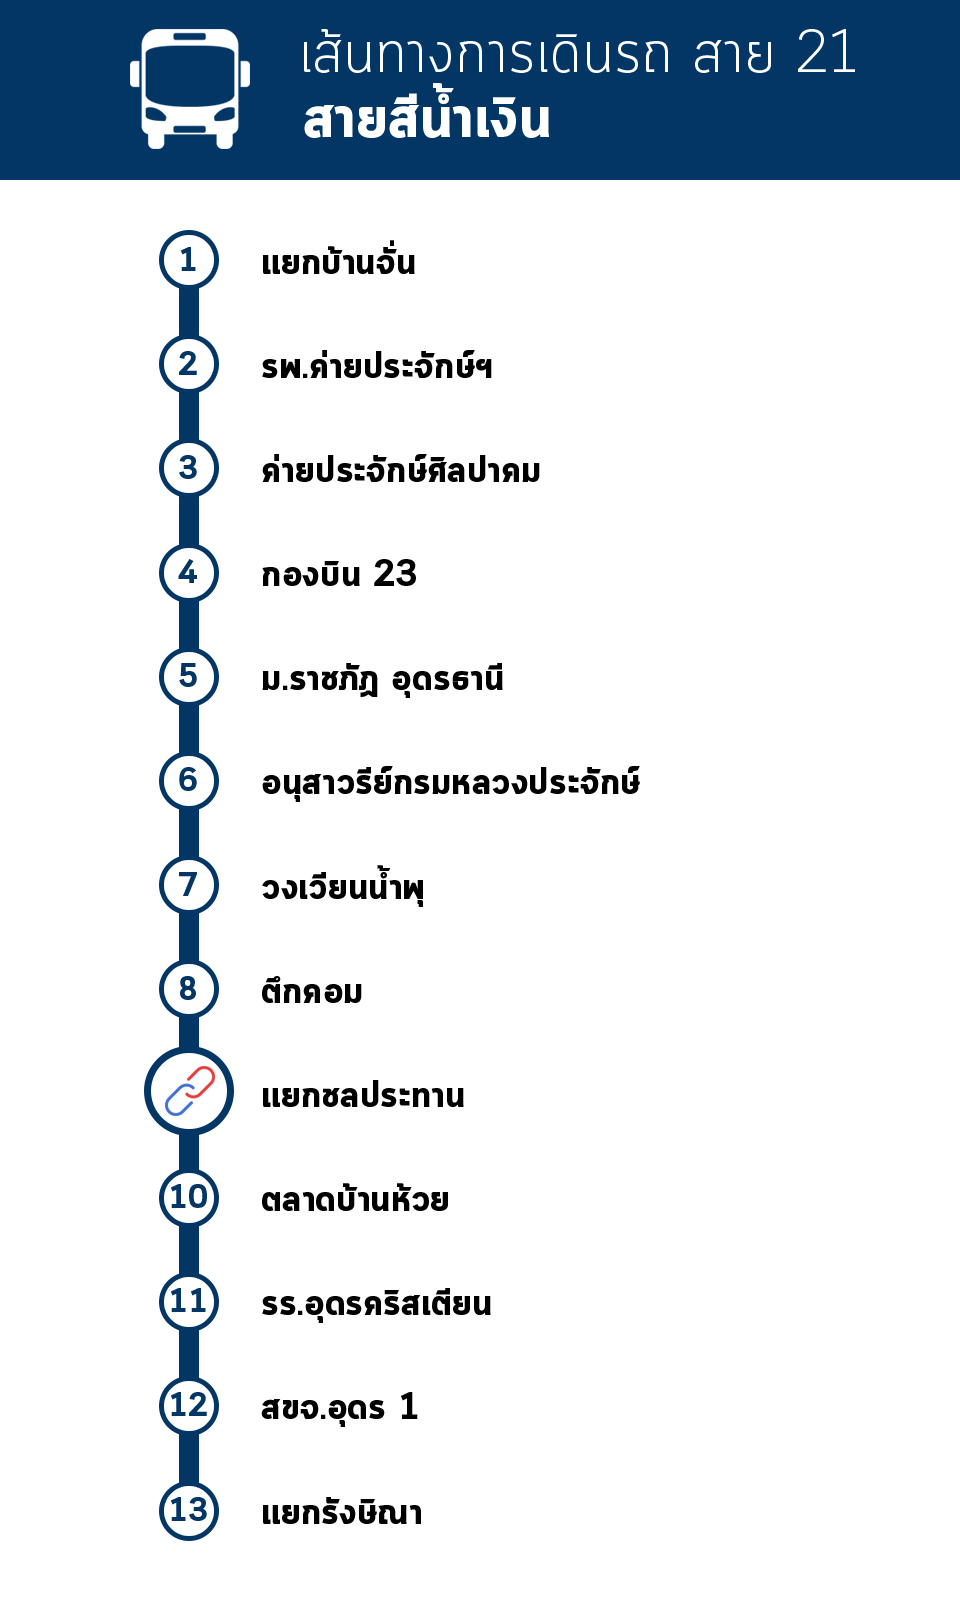 เส้นทางการเดินรถ สาย 21
สายสีน้ำเงิน
1 แยกบ้านจั่น
2 รพ.ค่ายประจักษ์ฯ
3 ค่ายประจักษ์ศิลปาคม
4 กองบิน 23
5 ม.ราชภัฏ อุดรธานี
6 อนุสาวรีย์กรมหลวงประจักษ์
7 วงเวียนน้ำพุ
8 ตึกคอม
แยกชลประทาน
10 ตลาดบ้านห้วย
11 รร.อุดรคริสเตียน
12 สขจ.อุดร 1
13 แยกรังษิณา